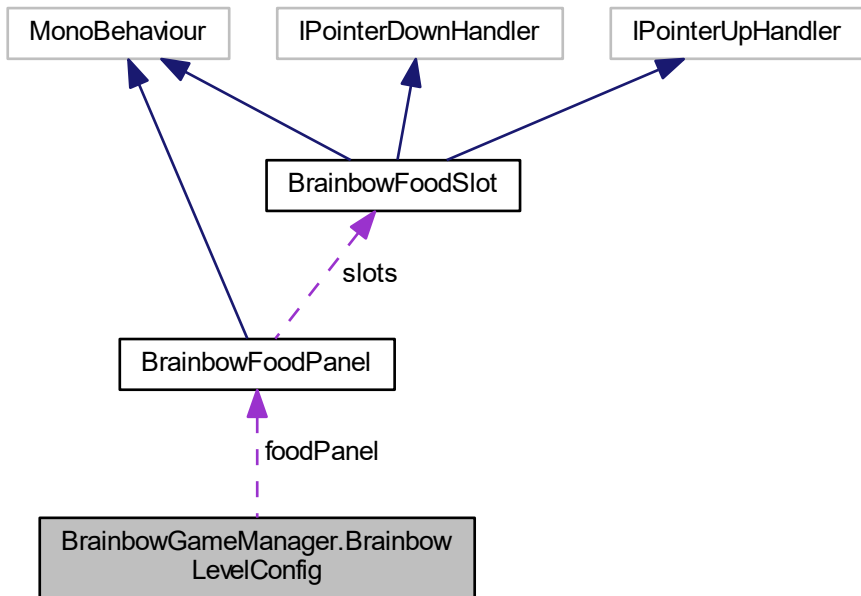 MonoBehaviour
IPointerDownHandler
IPointerUpHandler
BrainbowFoodSlot
slots
BrainbowFoodPanel
foodPanel
BrainbowGameManager.Brainbow
LevelConfig